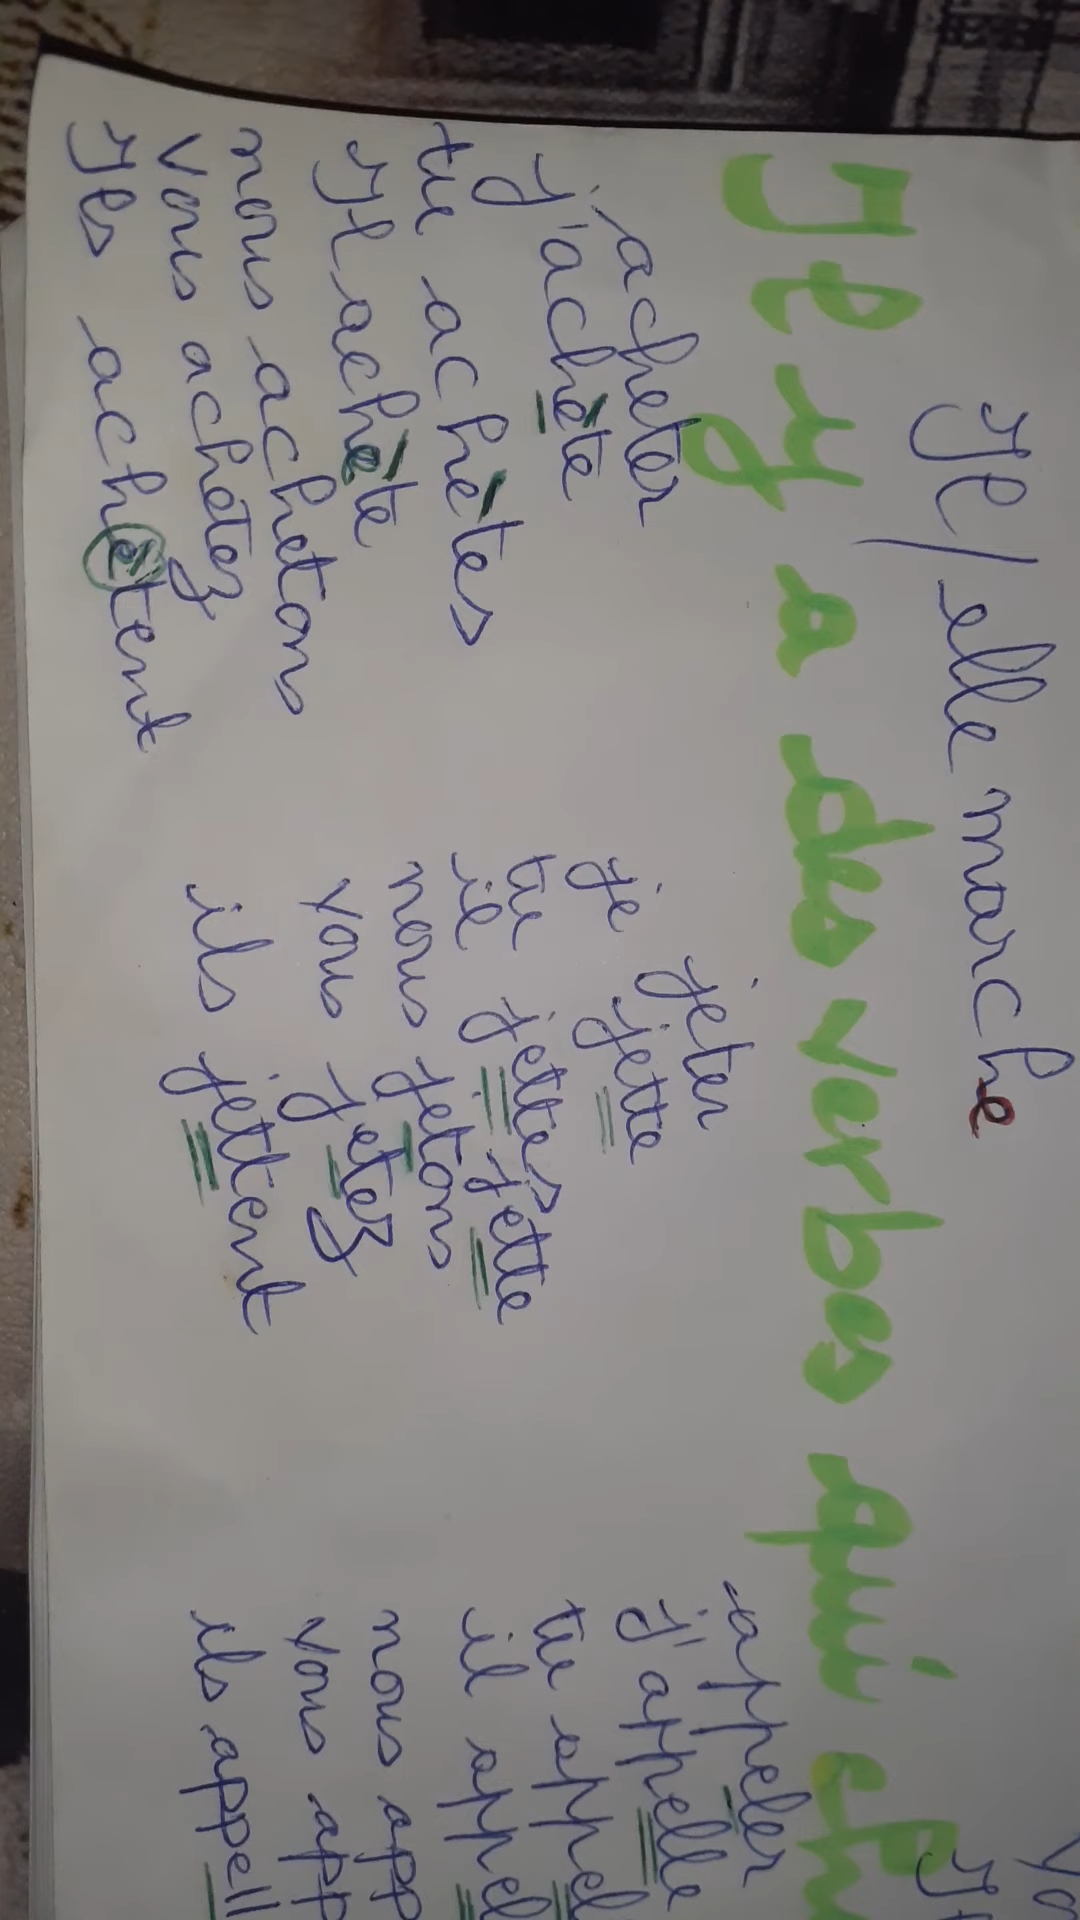 Il/elle marche
Il y a des verbes qui
acheter
j'achète
tu achètes
Il achète
nous achetons
vous achetez
Ils achètent
jeter
je jette
tu jettes
il jette
nous jetons
vous jetez
ils jettent
appeler
j'appelle
tu appel
il appel
nous app
vous app
ils appell